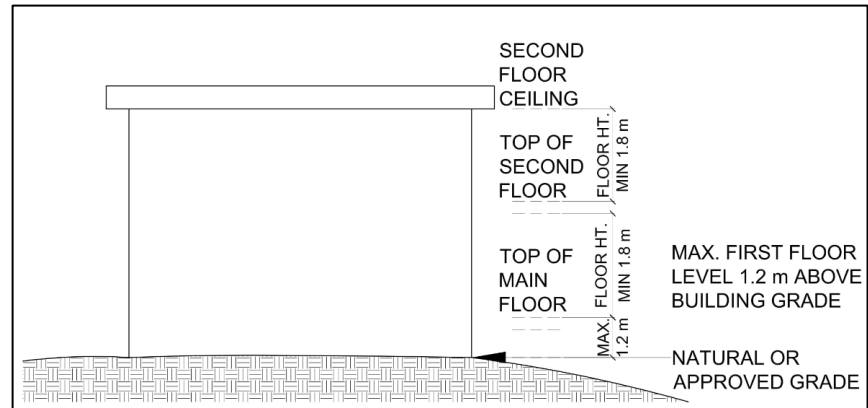 SECOND
FLOOR
CEILING
FLOOR HT.
MIN 1.8 m
TOP OF
SECOND
FLOOR
FLOOR HT.
MIN 1.8 m
TOP OF
MAIN
FLOOR
MAX. FIRST FLOOR
LEVEL 1.2 m ABOVE
BUILDING GRADE
MAX.
1.2 m
NATURAL OR
APPROVED GRADE